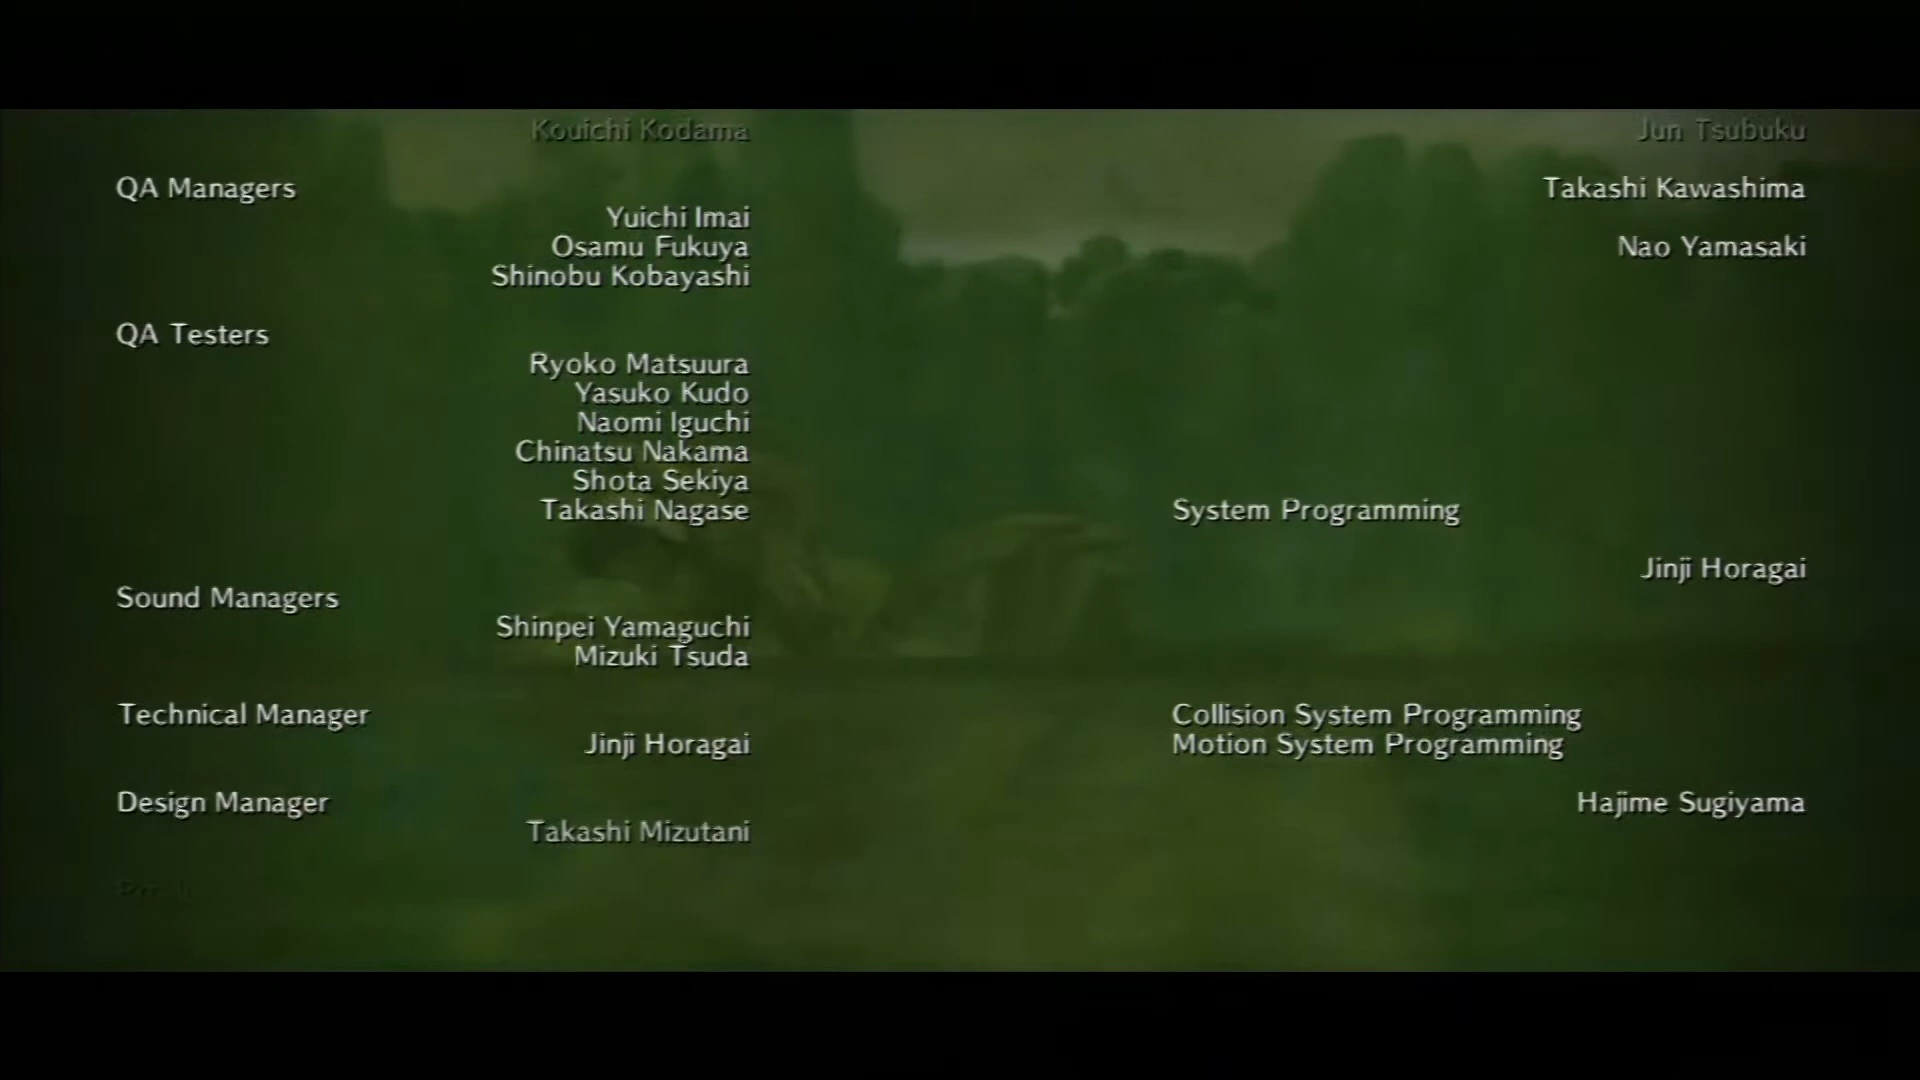 Kouichi Kodama
QA Managers
Yuichi Imai
Osamu Fukuya
Shinobu Kobayashi
QA Testers
Ryoko Matsuura
Yasuko Kudo
Naomi Iguchi
Chinatsu Nakama
Shota Sekiya
Takashi Nagase
Sound Managers
Shinpei Yamaguchi
Mizuki Tsuda
Technical Manager
Jinji Horagai
Design Manager
Takashi Mizutani
Jun Tsubuku
Takashi Kawashima
Nao Yamasaki
System Programming
Jinji Horagai
Collision System Programming
Motion System Programming
Hajime Sugiyama